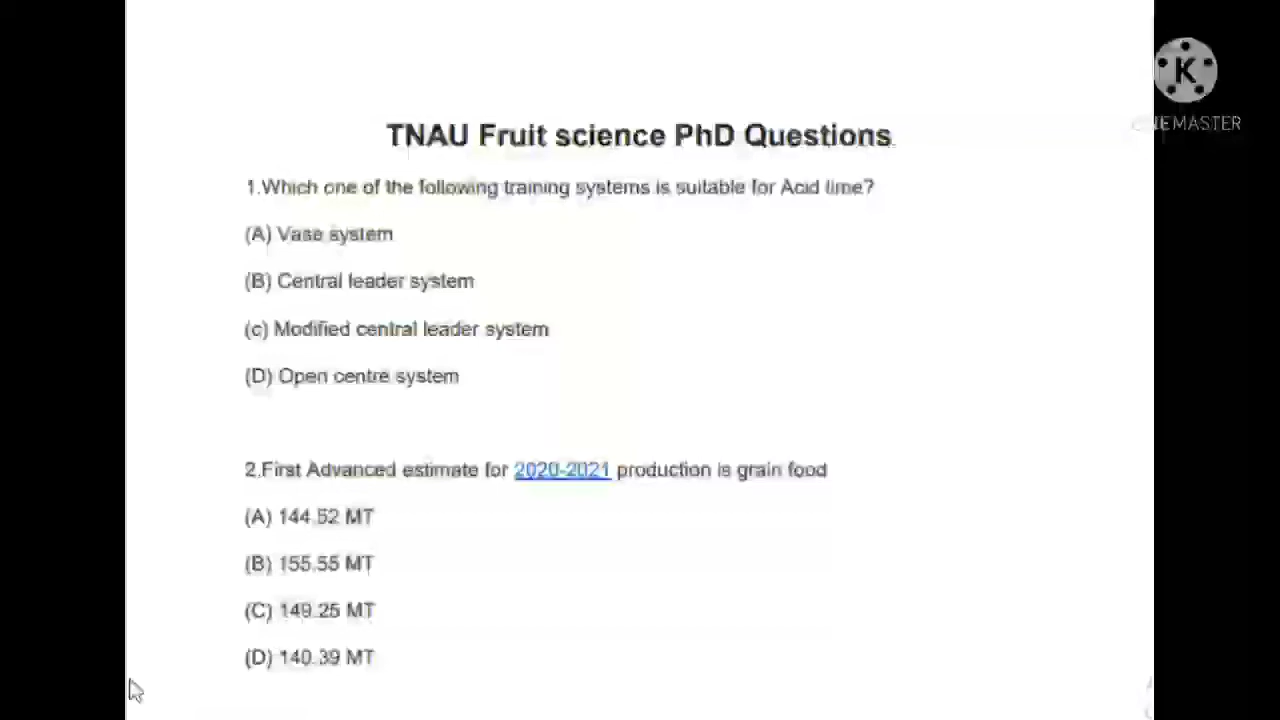 K
NEMASTER
TNAU Fruit science PhD Questions
1.Which one of the following training systems is suitable for Acid lime?
(A) Vase system
(B) Central leader system
(c) Modified central leader system
(D) Open centre system
2.First Advanced estimate for 2020-2021 production is grain food
(A) 144.52 MT
(B) 155.55 MT
(C) 149.25 MT
(D) 140.39 MT